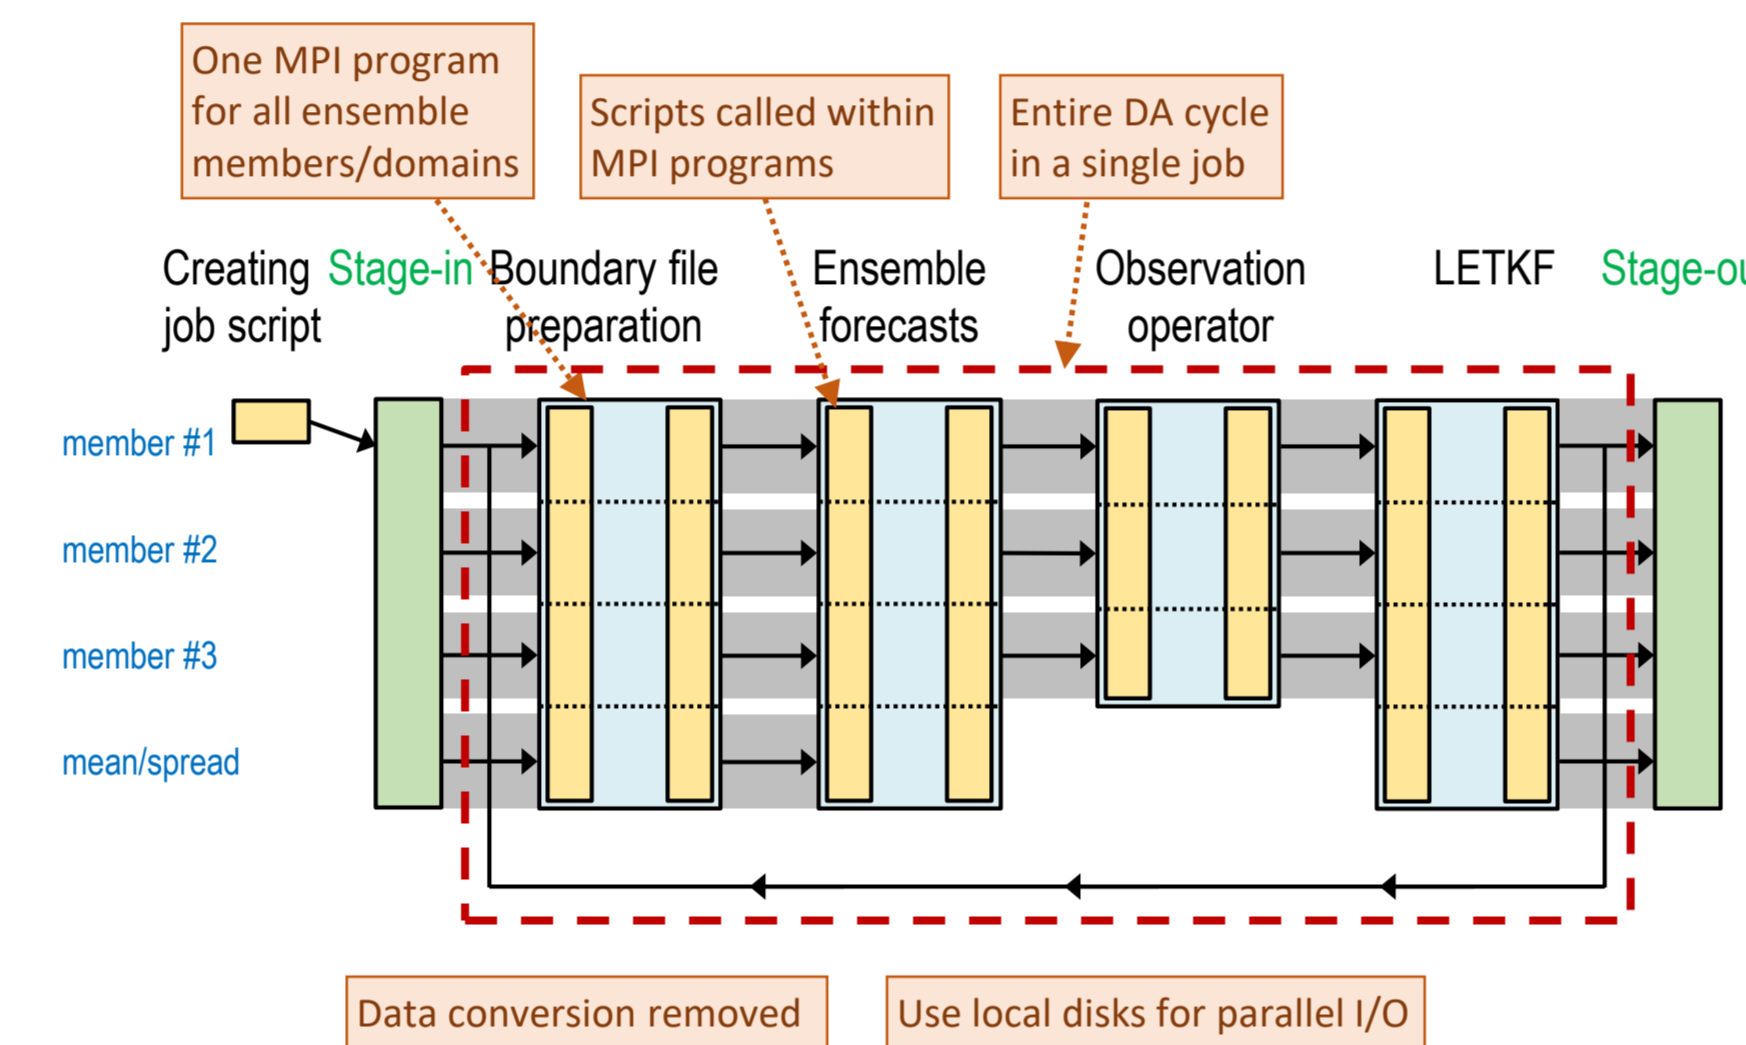 One MPI program
for all ensemble
members/domains
Scripts called within
MPI programs
Entire DA cycle
in a single job
Creating
job script
Stage-in
Boundary file
preparation
Ensemble
forecasts
Observation
operator
LETKF
Stage-ou
member #1
member #2
member #3
mean/spread
Data conversion removed
Use local disks for parallel I/O